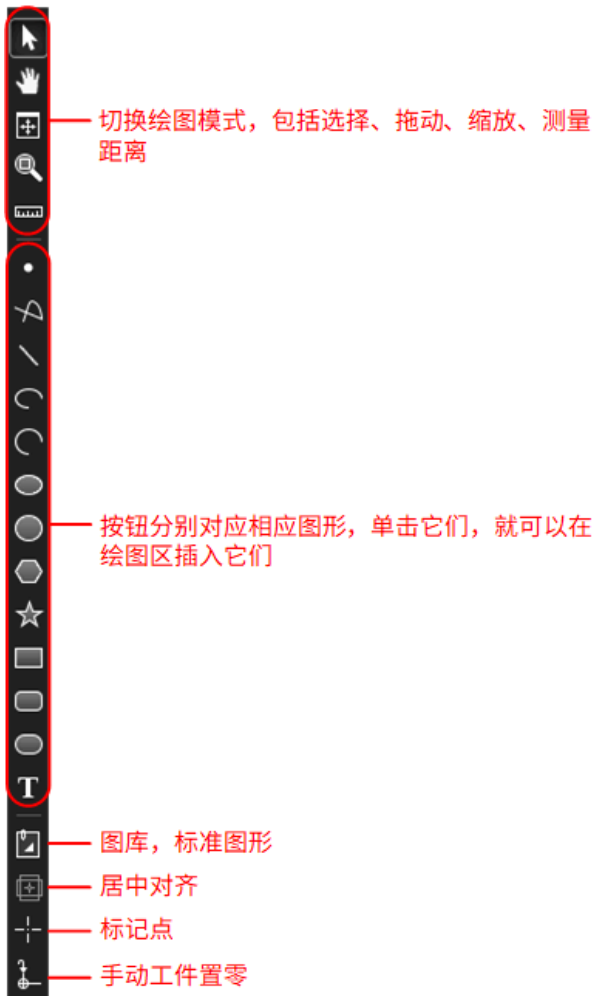 切换绘图模式，包括选择、拖动、缩放、测量
距离
按钮分别对应相应图形，单击它们，就可以在
绘图区插入它们
T
图库，标准图形
居中对齐
标记点
手动工件置零